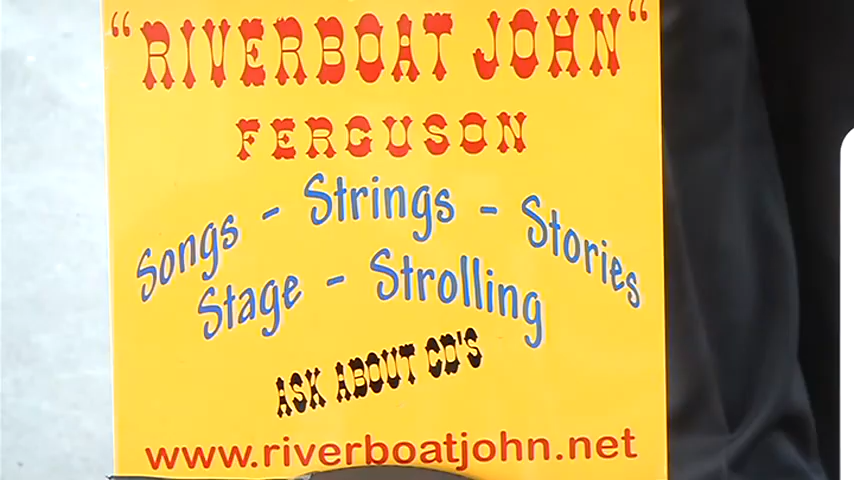 “RIVERBOAT JOHN“
FERGUSON
Songs - Strings - Stories
Stage - Strolling
ASK ABOUT CD'S
www.riverboatjohn.net